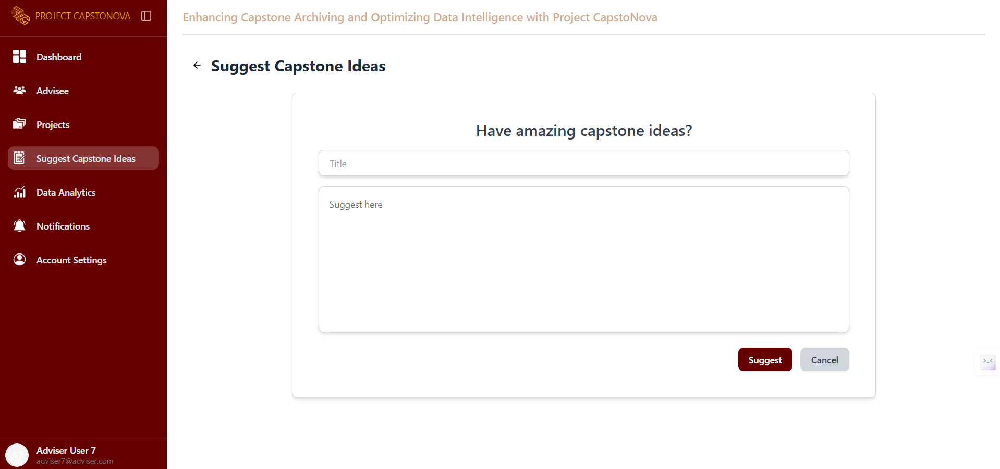 PROJECT CAPSTONOVA
Enhancing Capstone Archiving and Optimizing Data Intelligence with Project CapstoNova
Dashboard
Advisee
Projects
Suggest Capstone Ideas
Data Analytics
Notifications
Account Settings
A7
Adviser User 7
adviser7@adviser.com
Suggest Capstone Ideas
Have amazing capstone ideas?
Title
Suggest here
Suggest
Cancel